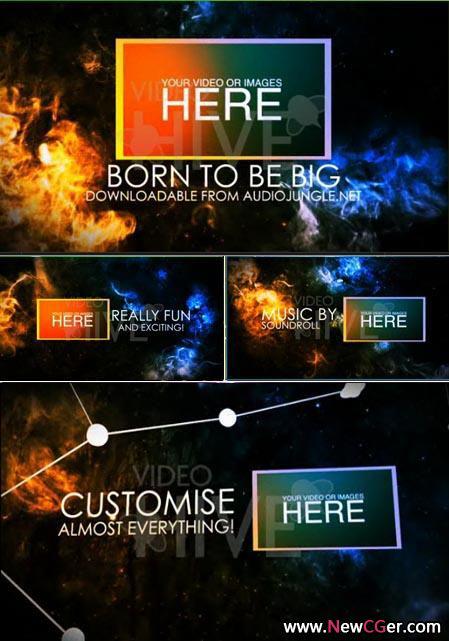 YOUR VIDEO OR IMAGES
HERE
VIDEO
HIVE
BORN TO BE BIG
DOWNLOADABLE FROM AUDIOJUNGLE.NET
HERE
REALLY FUN
AND EXCITING!
VIDEO
HIVE
MUSIC BY
SOUNDROLL
YOUR VIDEO OR IMAGES
HERE
VIDEO
HIVE
VIDEO
HIVE
CUSTOMISE
ALMOST EVERYTHING!
YOUR VIDEO OR IMAGES
HERE
www.NewCGer.com